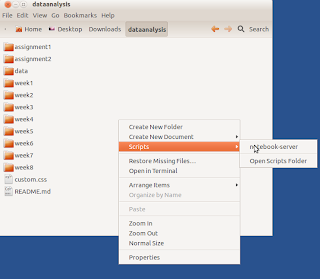 dataanalysis
File Edit View Go Bookmarks Help
Home Desktop Downloads dataanalysis Search
assignment1
assignment2
data
week1
week2
week3
week4
week5
week6
week7
week8
custom.css
README.md
Create New Folder
Create New Document
Scripts
Restore Missing Files...
Open in Terminal
Arrange Items
Organize by Name
Paste
Zoom In
Zoom Out
Normal Size
Properties
notebook-server
Open Scripts Folder